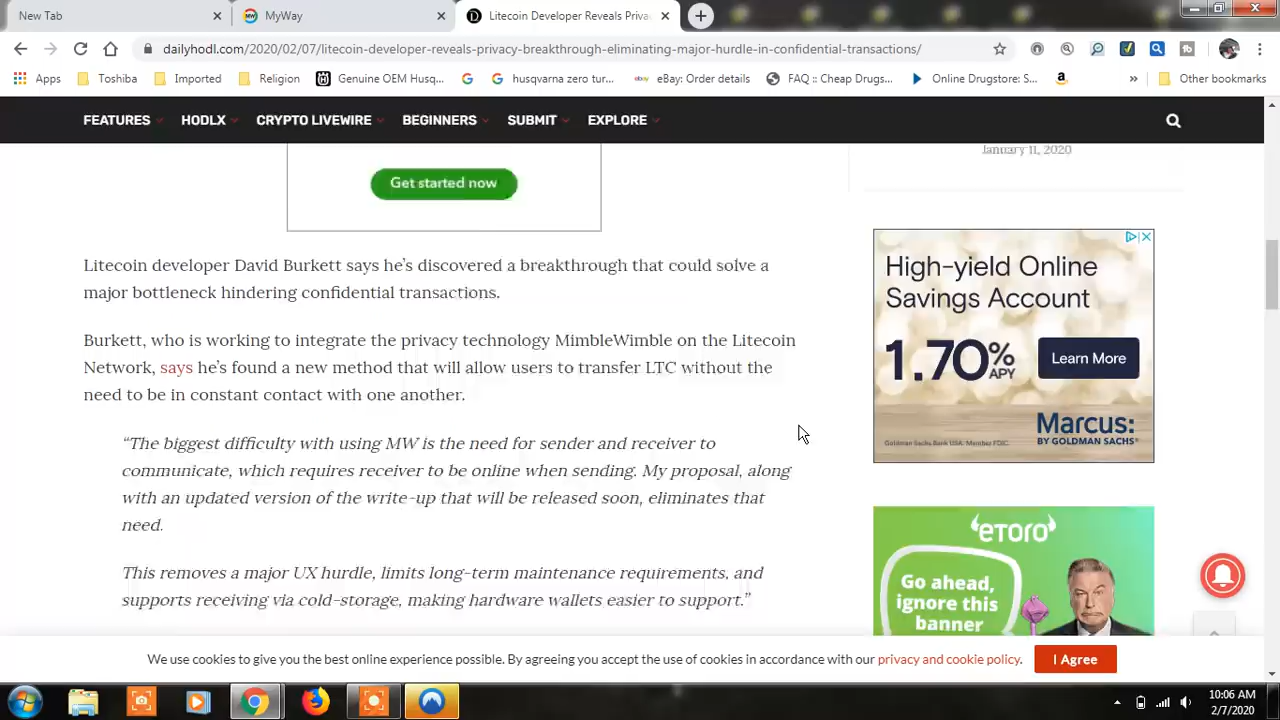 New Tab
MyWay
Litecoin Developer Reveals Priva
dailyhodl.com/2020/02/07/litecoin-developer-reveals-privacy-breakthrough-eliminating-major-hurdle-in-confidential-transactions/
Apps
Toshiba
Imported
Religion
Genuine OEM Husq...
husqvarna zero tur...
eBay: Order details
FAQ :: Cheap Drugs...
Online Drugstore: S...
»
Other bookmarks
FEATURES
HODLX
CRYPTO LIVEWIRE
BEGINNERS
SUBMIT
EXPLORE
January 11, 2020
Get started now
Litecoin developer David Burkett says he's discovered a breakthrough that could solve a
major bottleneck hindering confidential transactions.
Burkett, who is working to integrate the privacy technology MimbleWimble on the Litecoin
Network, says he's found a new method that will allow users to transfer LTC without the
need to be in constant contact with one another.
“The biggest difficulty with using MW is the need for sender and receiver to
communicate, which requires receiver to be online when sending. My proposal, along
with an updated version of the write-up that will be released soon, eliminates that
need.
This removes a major UX hurdle, limits long-term maintenance requirements, and
supports receiving via cold-storage, making hardware wallets easier to support.”
High-yield Online
Savings Account
1.70% APY
Learn More
Marcus:
BY GOLDMAN SACHS®
Goldman Sachs Bank USA. Member FDIC.
eToro
Go ahead,
ignore this
banner
We use cookies to give you the best online experience possible. By agreeing you accept the use of cookies in accordance with our privacy and cookie policy.
I Agree
10:06 AM
2/7/2020